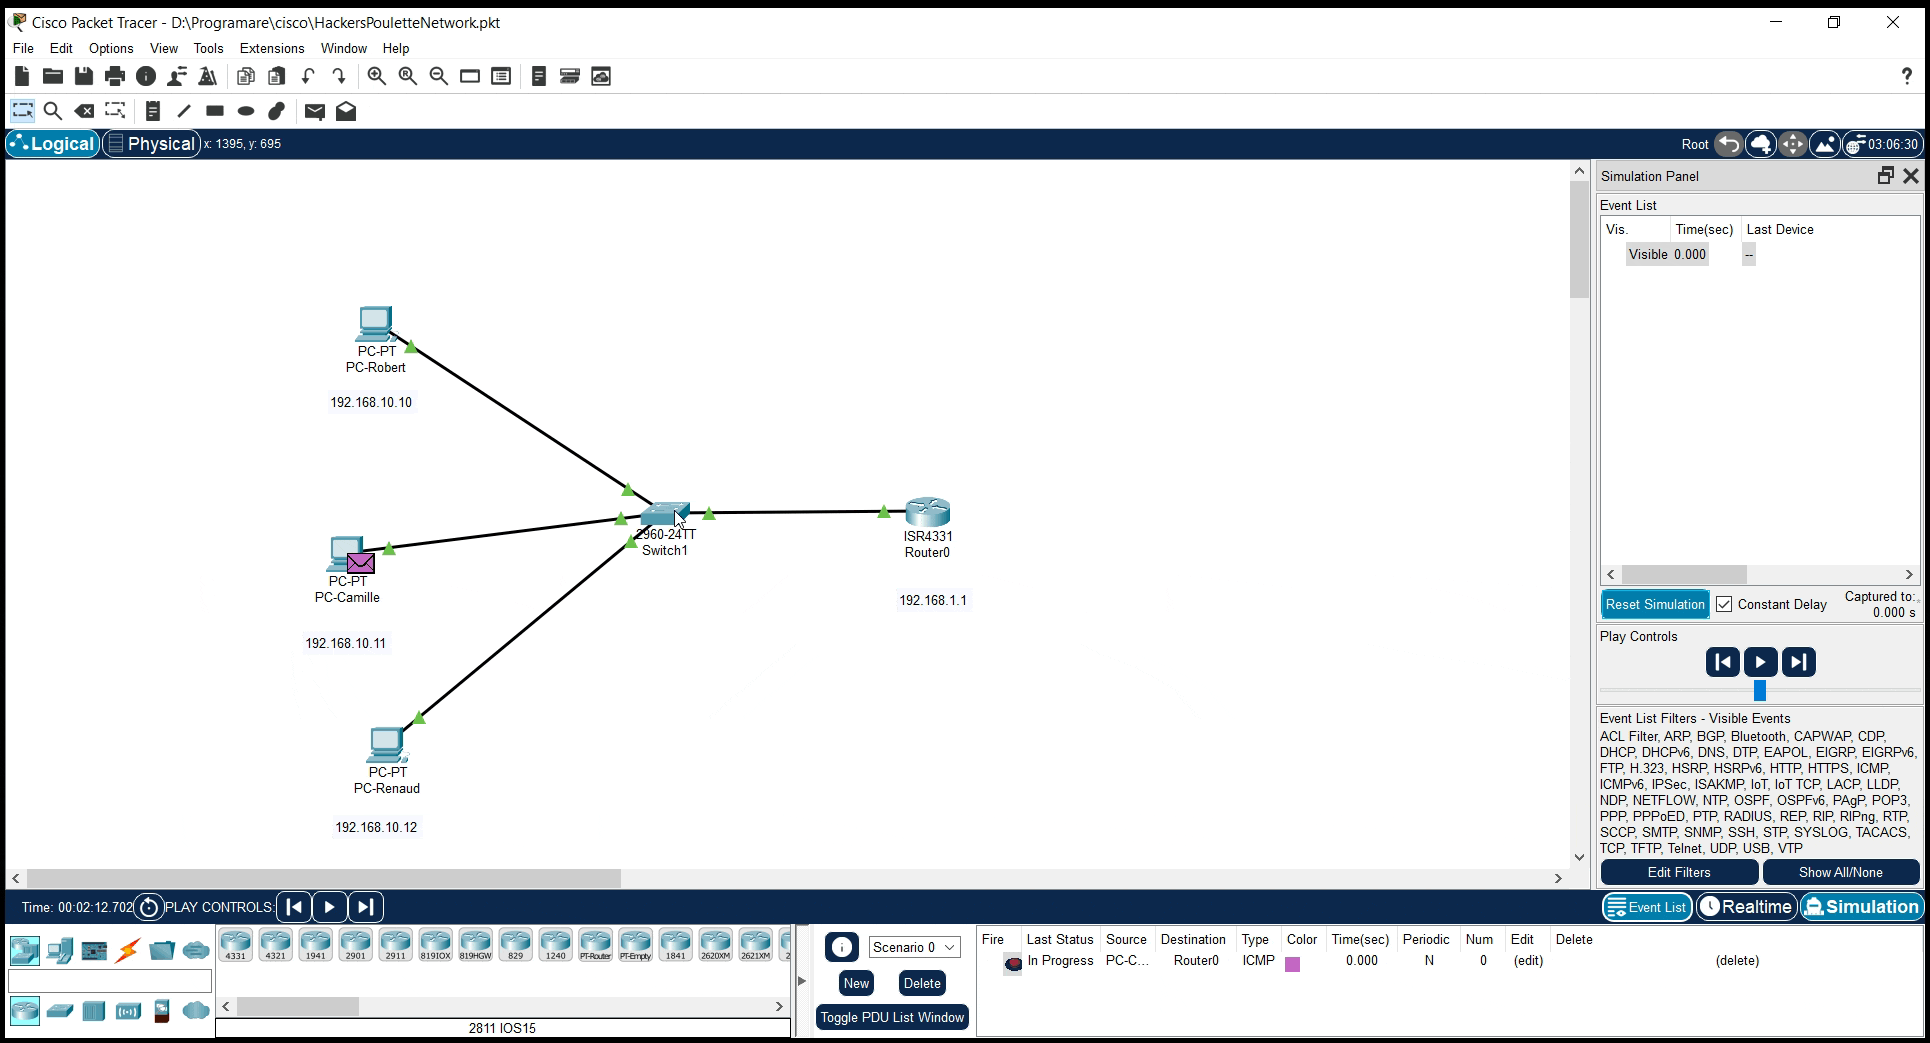 Cisco Packet Tracer - D:\Programare\cisco\HackersPouletteNetwork.pkt
File Edit Options View Tools Extensions Window Help
?
Logical Physical x: 1395, y: 695 Root 03:06:30
Simulation Panel
Event List
Vis. Time(sec) Last Device
Visible 0.000 --
PC-PT
PC-Robert
192.168.10.10
2960-24TT
Switch1
ISR4331
Router0
192.168.1.1
PC-PT
PC-Camille
192.168.10.11
PC-PT
PC-Renaud
192.168.10.12
Reset Simulation Constant Delay Captured to:
0.000 s
Play Controls
Event List Filters - Visible Events
ACL Filter, ARP, BGP, Bluetooth, CAPWAP, CDP,
DHCP, DHCPv6, DNS, DTP, EAPOL, EIGRP, EIGRPv6,
FTP, H.323, HSRP, HSRPv6, HTTP, HTTPS, ICMP,
ICMPv6, IPSec, ISAKMP, IoT, IoT TCP, LACP, LLDP,
NDP, NETFLOW, NTP, OSPF, OSPFv6, PAgP, POP3,
PPP, PPPoED, PTP, RADIUS, REP, RIP, RIPng, RTP,
SCCP, SMTP, SNMP, SSH, STP, SYSLOG, TACACS,
TCP, TFTP, Telnet, UDP, USB, VTP
Edit Filters Show All/None
Time: 00:02:12.702 PLAY CONTROLS: Event List Realtime Simulation
4331 4321 1941 2901 2911 819IOX 819HGW 829 1240 PT-Router PT-Empty 1841 2620XM 2621XM 2
2811 IOS15
Scenario 0
New Delete
Toggle PDU List Window
Fire Last Status Source Destination Type Color Time(sec) Periodic Num Edit Delete
In Progress PC-C... Router0 ICMP 0.000 N 0 (edit) (delete)